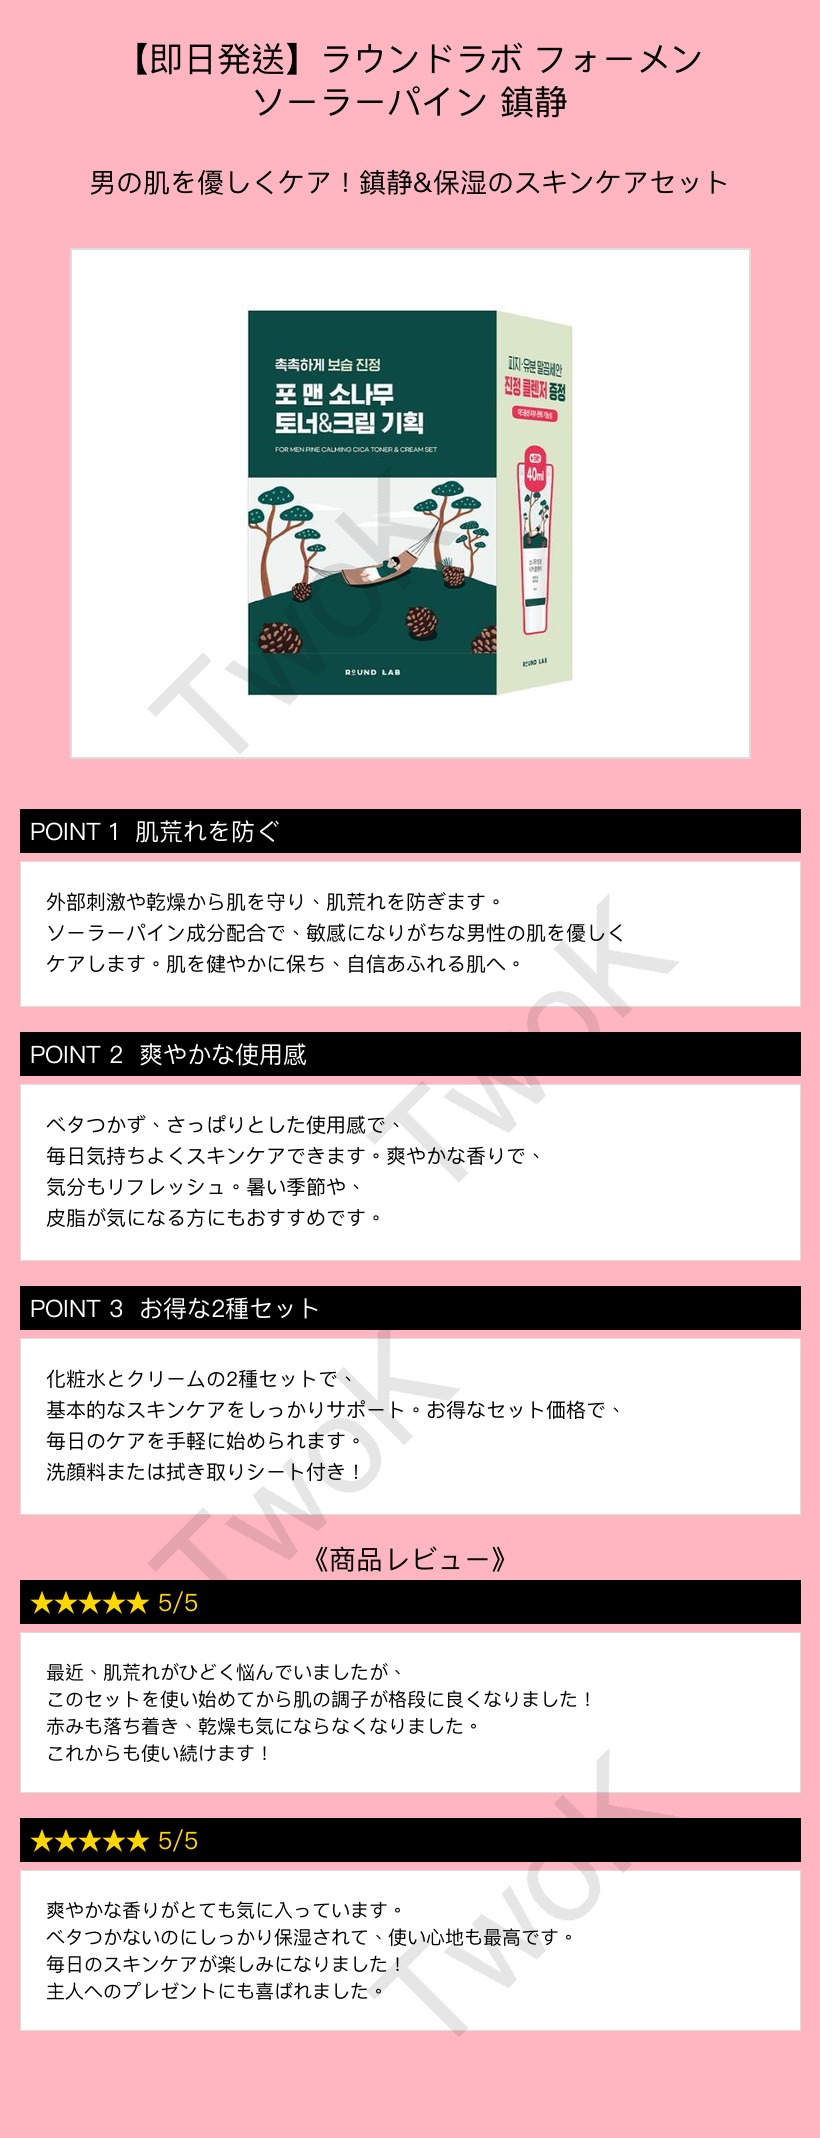 【即日発送】ラウンドラボ フォーメン
ソーラーパイン 鎮静
男の肌を優しくケア！鎮静&保湿のスキンケアセット
촉촉하게 보습 진정
포 맨 소나무
토너&크림 기획
FOR MEN PINE CALMING CICA TONER & CREAM SET
ROUND LAB
피지·유분 말끔세안
진정 클렌저 증정
40ml
ROUND LAB
POINT 1 肌荒れを防ぐ
外部刺激や乾燥から肌を守り、肌荒れを防ぎます。
ソーラーパイン成分配合で、敏感になりがちな男性の肌を優しく
ケアします。肌を健やかに保ち、自信あふれる肌へ。
POINT 2 爽やかな使用感
ベタつかず、さっぱりとした使用感で、
毎日気持ちよくスキンケアできます。爽やかな香りで、
気分もリフレッシュ。暑い季節や、
皮脂が気になる方にもおすすめです。
POINT 3 お得な2種セット
化粧水とクリームの2種セットで、
基本的なスキンケアをしっかりサポート。お得なセット価格で、
毎日のケアを手軽に始められます。
洗顔料または拭き取りシート付き！
《商品レビュー》
★★★★★ 5/5
最近、肌荒れがひどく悩んでいましたが、
このセットを使い始めてから肌の調子が格段に良くなりました！
赤みも落ち着き、乾燥も気にならなくなりました。
これからも使い続けます！
★★★★★ 5/5
爽やかな香りがとても気に入っています。
ベタつかないのにしっかり保湿されて、使い心地も最高です。
毎日のスキンケアが楽しみになりました！
主人へのプレゼントにも喜ばれました。
TwoK
TwoK
TwoK
TwoK